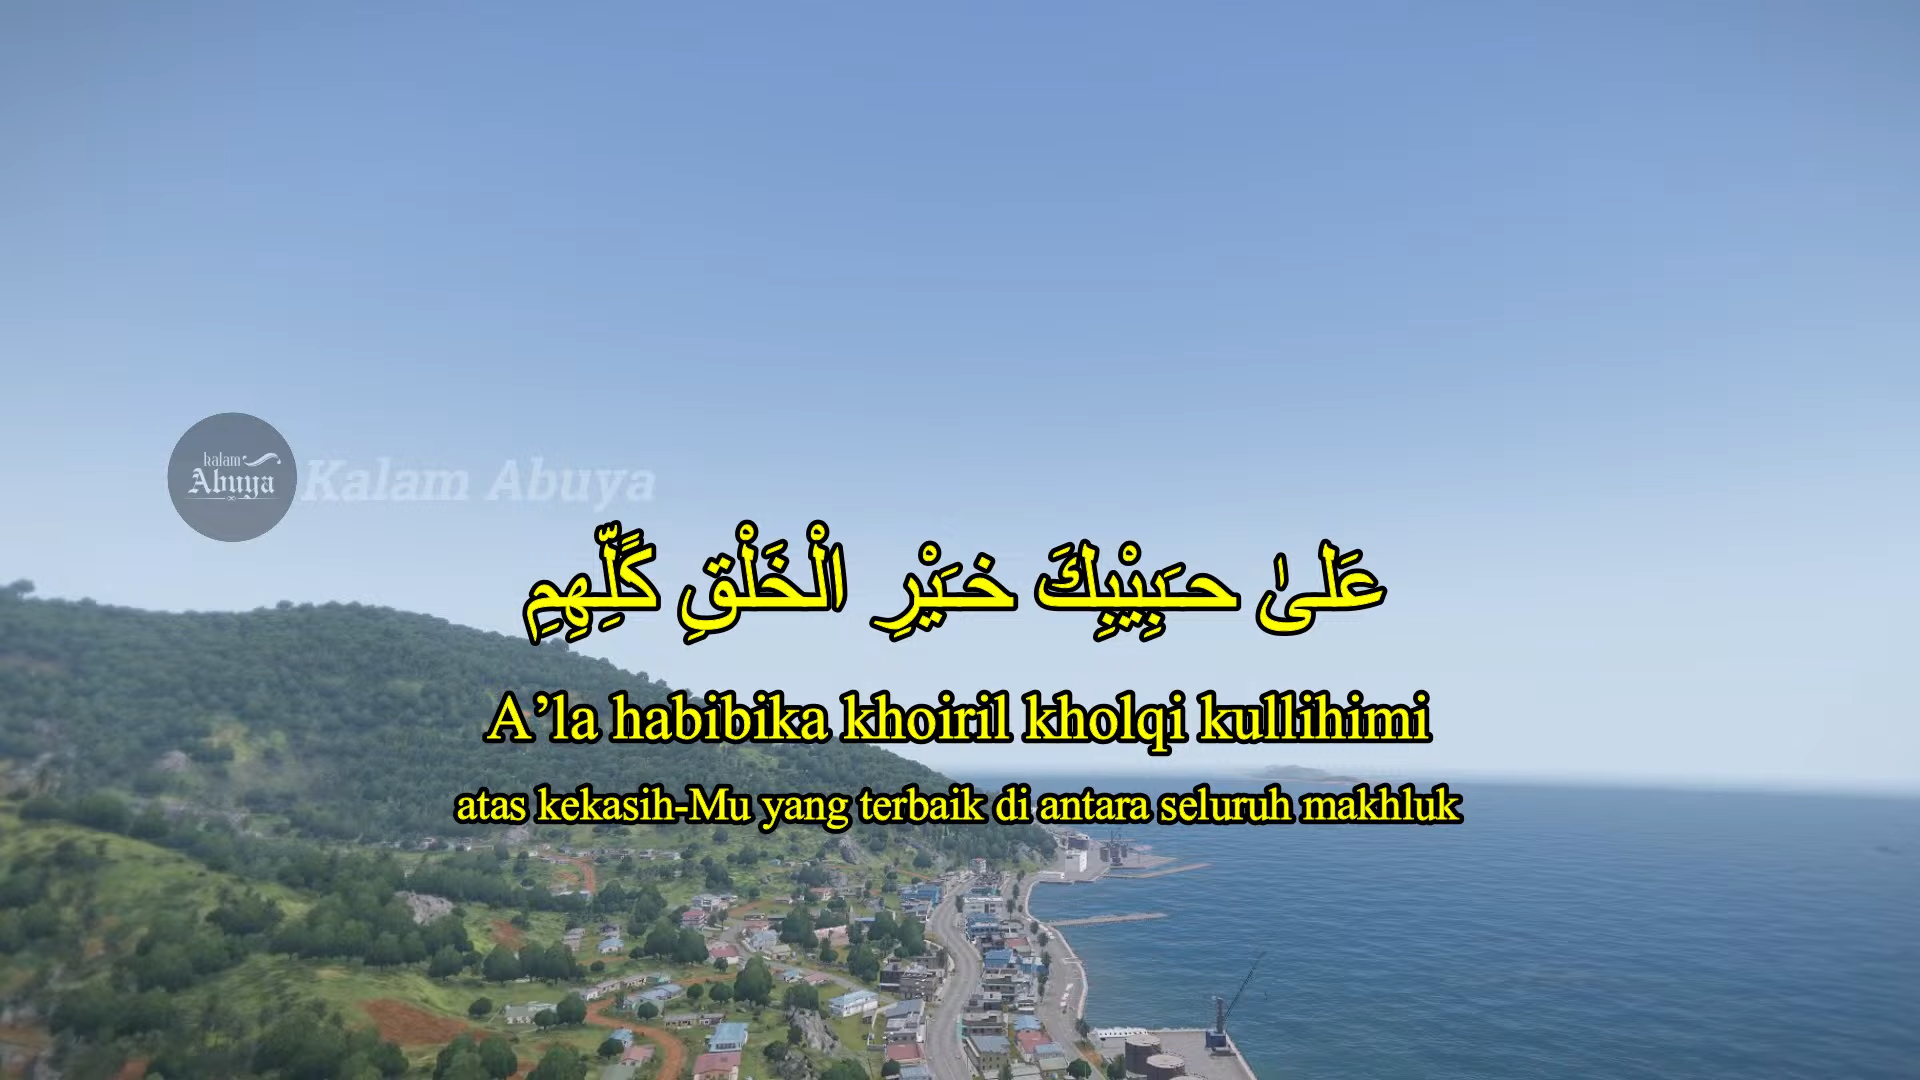 kalam
Abuya
Kalam Abuya
عَلىٰ حَبِيْبِكَ خَيْرِ الْخَلْقِ كًلِّهِمِ
A’la habibika khoiril kholqi kullihimi
atas kekasih-Mu yang terbaik di antara seluruh makhluk